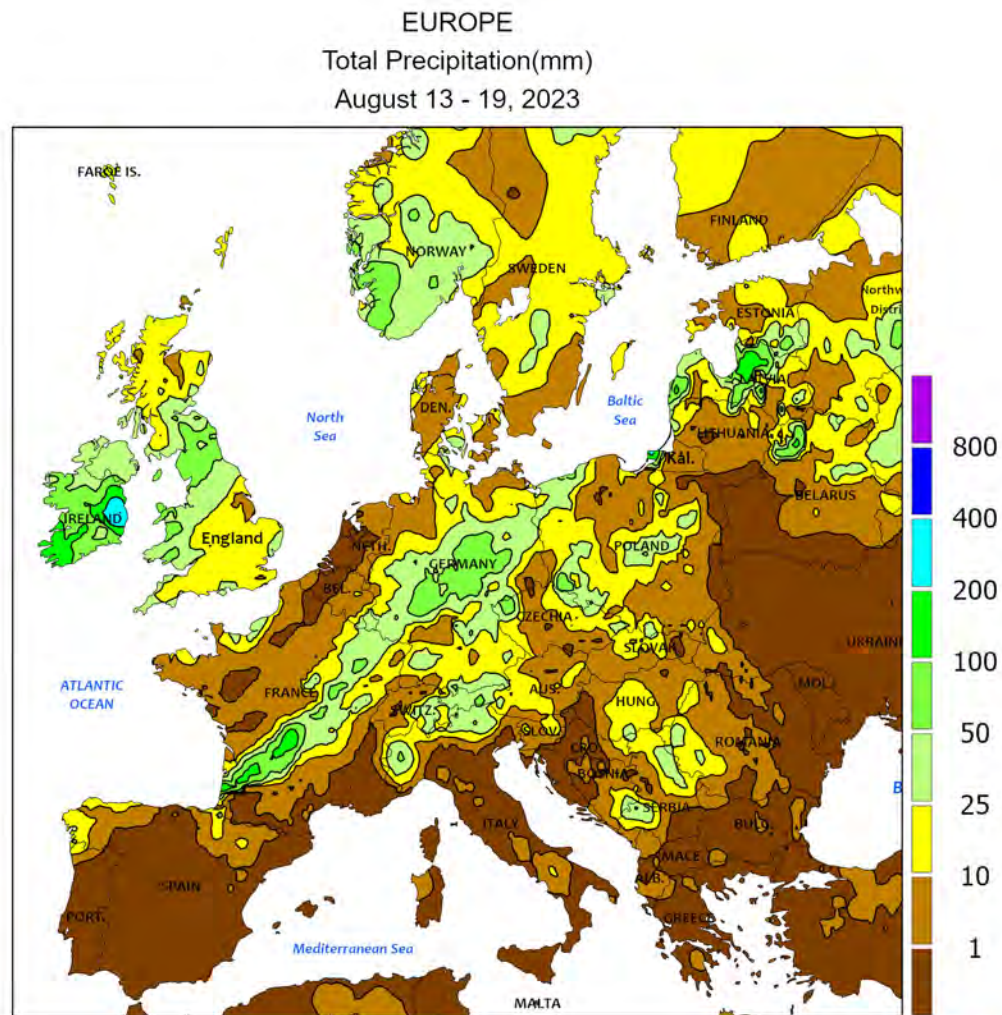 EUROPE
Total Precipitation(mm)
August 13 - 19, 2023
FAROE IS.
FINLAND
NORWAY
SWEDEN
Northw
Distri
ESTONIA
LATVIA
North
Sea
Baltic
Sea
DEN.
LITHUANIA
Kal.
BELARUS
IRELAND
England
NETH.
POLAND
GERMANY
BEL.
CZECHIA
UKRAINE
SLOVAK
ATLANTIC
OCEAN
FRANCE
AUS.
MOL.
HUNG.
SWITZ.
SLOV.
ROMANIA
CRO.
BOSNIA
B
SERBIA
ITALY
BULG.
MACE
ALB.
SPAIN
PORT.
GREECE
Mediterranean Sea
MALTA
800
400
200
100
50
25
10
1